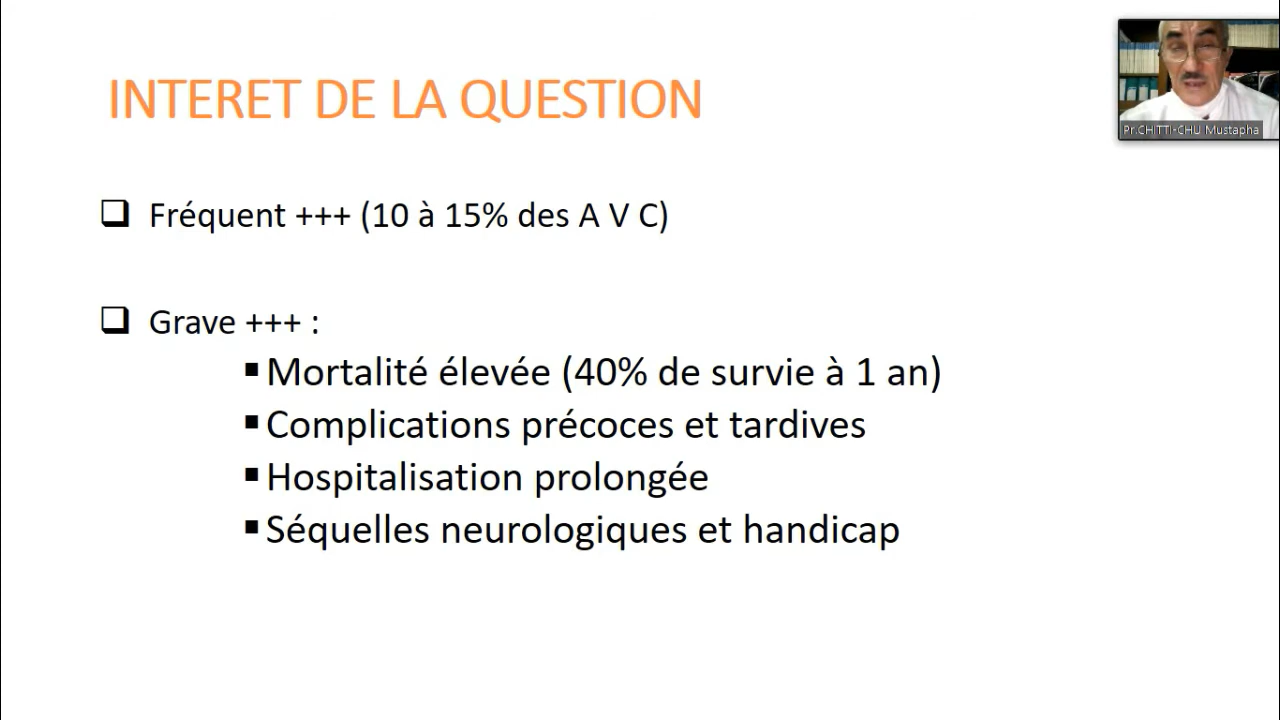 INTERET DE LA QUESTION
Pr.CHITTI-CHU Mustapha
❑ Fréquent +++ (10 à 15% des A V C)
❑ Grave +++ :
▪ Mortalité élevée (40% de survie à 1 an)
▪ Complications précoces et tardives
▪ Hospitalisation prolongée
▪ Séquelles neurologiques et handicap